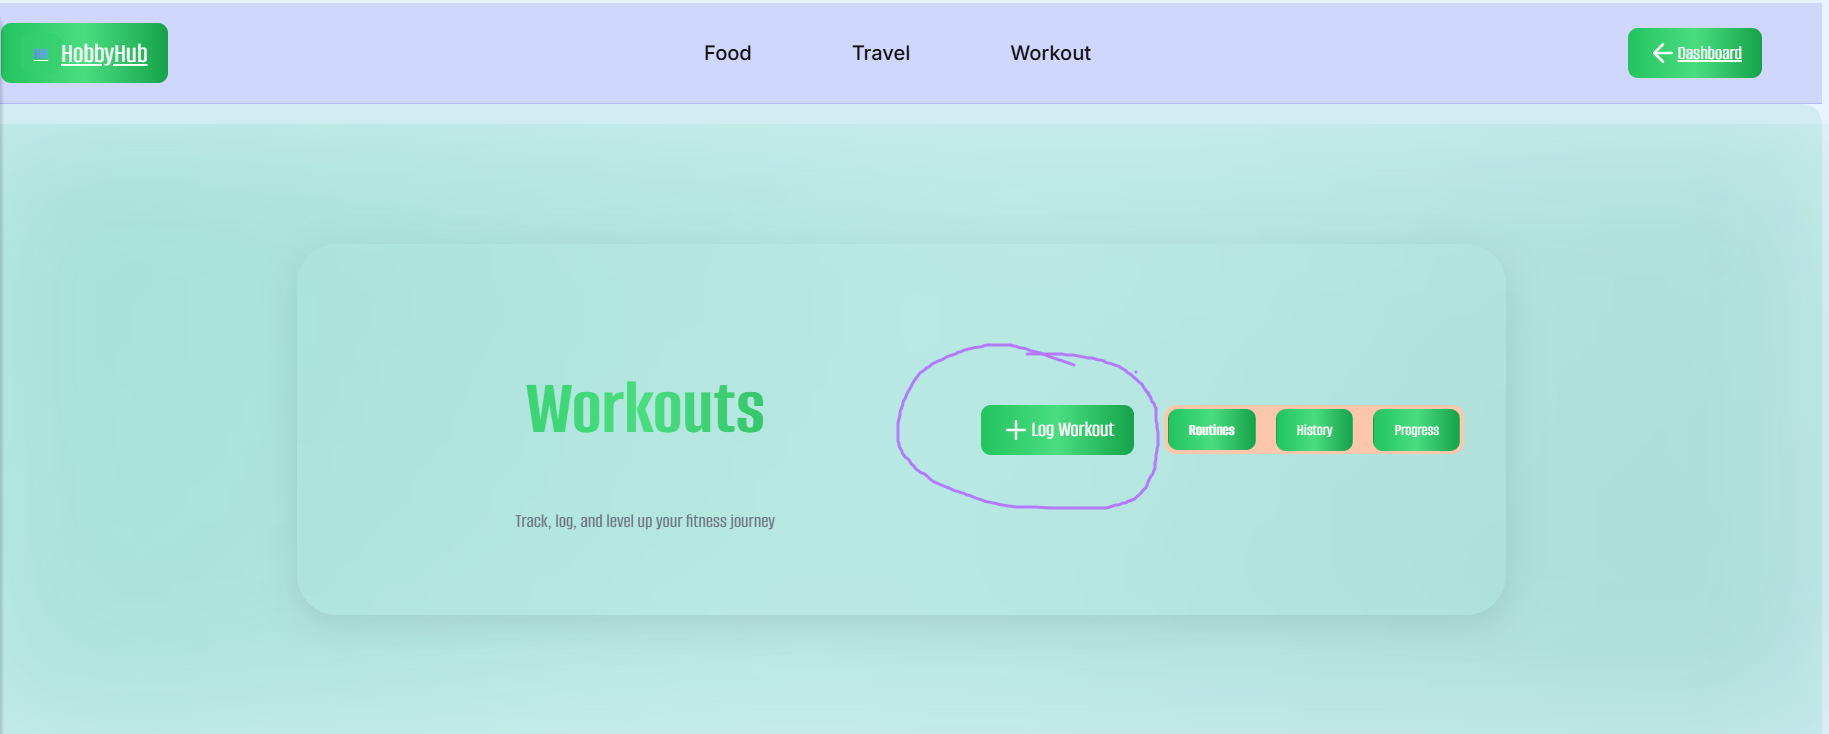 HobbyHub
Food
Travel
Workout
Dashboard
Workouts
Log Workout
Routines
History
Progress
Track, log, and level up your fitness journey